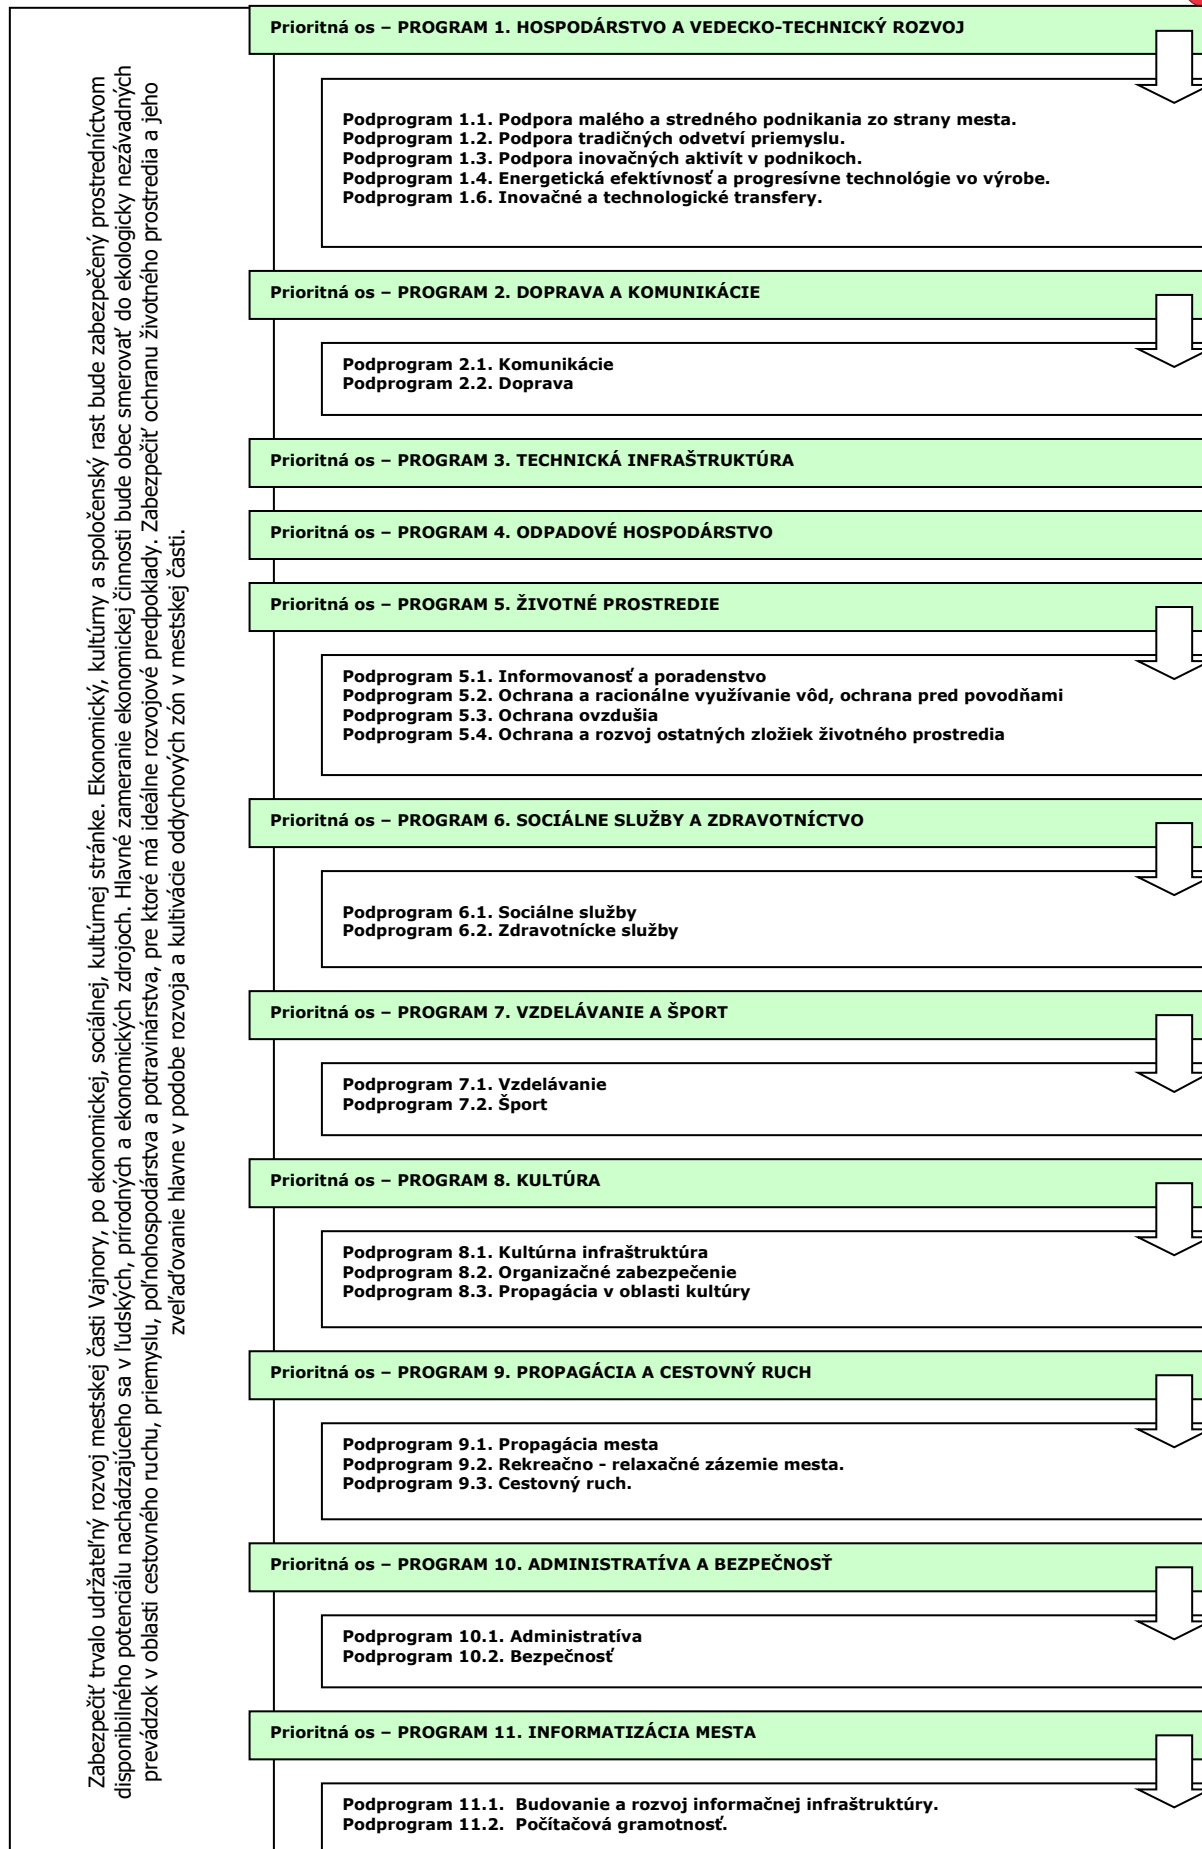 Zabezpečiť trvalo udržateľný rozvoj mestskej časti Vajnory, po ekonomickej, sociálnej, kultúrnej stránke. Ekonomický, kultúrny a spoločenský rast bude zabezpečený prostredníctvom
disponibilného potenciálu nachádzajúceho sa v ľudských, prírodných a ekonomických zdrojoch. Hlavné zameranie ekonomickej činnosti bude obec smerovať do ekologicky nezávadných
prevádzok v oblasti cestovného ruchu, priemyslu, poľnohospodárstva a potravinárstva, pre ktoré má ideálne rozvojové predpoklady. Zabezpečiť ochranu životného prostredia a jeho
zveľaďovanie hlavne v podobe rozvoja a kultivácie oddychových zón v mestskej časti.
Prioritná os – PROGRAM 1. HOSPODÁRSTVO A VEDECKO-TECHNICKÝ ROZVOJ
Podprogram 1.1. Podpora malého a stredného podnikania zo strany mesta.
Podprogram 1.2. Podpora tradičných odvetví priemyslu.
Podprogram 1.3. Podpora inovačných aktivít v podnikoch.
Podprogram 1.4. Energetická efektívnosť a progresívne technológie vo výrobe.
Podprogram 1.6. Inovačné a technologické transfery.
Prioritná os – PROGRAM 2. DOPRAVA A KOMUNIKÁCIE
Podprogram 2.1. Komunikácie
Podprogram 2.2. Doprava
Prioritná os – PROGRAM 3. TECHNICKÁ INFRAŠTRUKTÚRA
Prioritná os – PROGRAM 4. ODPADOVÉ HOSPODÁRSTVO
Prioritná os – PROGRAM 5. ŽIVOTNÉ PROSTREDIE
Podprogram 5.1. Informovanosť a poradenstvo
Podprogram 5.2. Ochrana a racionálne využívanie vôd, ochrana pred povodňami
Podprogram 5.3. Ochrana ovzdušia
Podprogram 5.4. Ochrana a rozvoj ostatných zložiek životného prostredia
Prioritná os – PROGRAM 6. SOCIÁLNE SLUŽBY A ZDRAVOTNÍCTVO
Podprogram 6.1. Sociálne služby
Podprogram 6.2. Zdravotnícke služby
Prioritná os – PROGRAM 7. VZDELÁVANIE A ŠPORT
Podprogram 7.1. Vzdelávanie
Podprogram 7.2. Šport
Prioritná os – PROGRAM 8. KULTÚRA
Podprogram 8.1. Kultúrna infraštruktúra
Podprogram 8.2. Organizačné zabezpečenie
Podprogram 8.3. Propagácia v oblasti kultúry
Prioritná os – PROGRAM 9. PROPAGÁCIA A CESTOVNÝ RUCH
Podprogram 9.1. Propagácia mesta
Podprogram 9.2. Rekreačno - relaxačné zázemie mesta.
Podprogram 9.3. Cestovný ruch.
Prioritná os – PROGRAM 10. ADMINISTRATÍVA A BEZPEČNOSŤ
Podprogram 10.1. Administratíva
Podprogram 10.2. Bezpečnosť
Prioritná os – PROGRAM 11. INFORMATIZÁCIA MESTA
Podprogram 11.1. Budovanie a rozvoj informačnej infraštruktúry.
Podprogram 11.2. Počítačová gramotnosť.